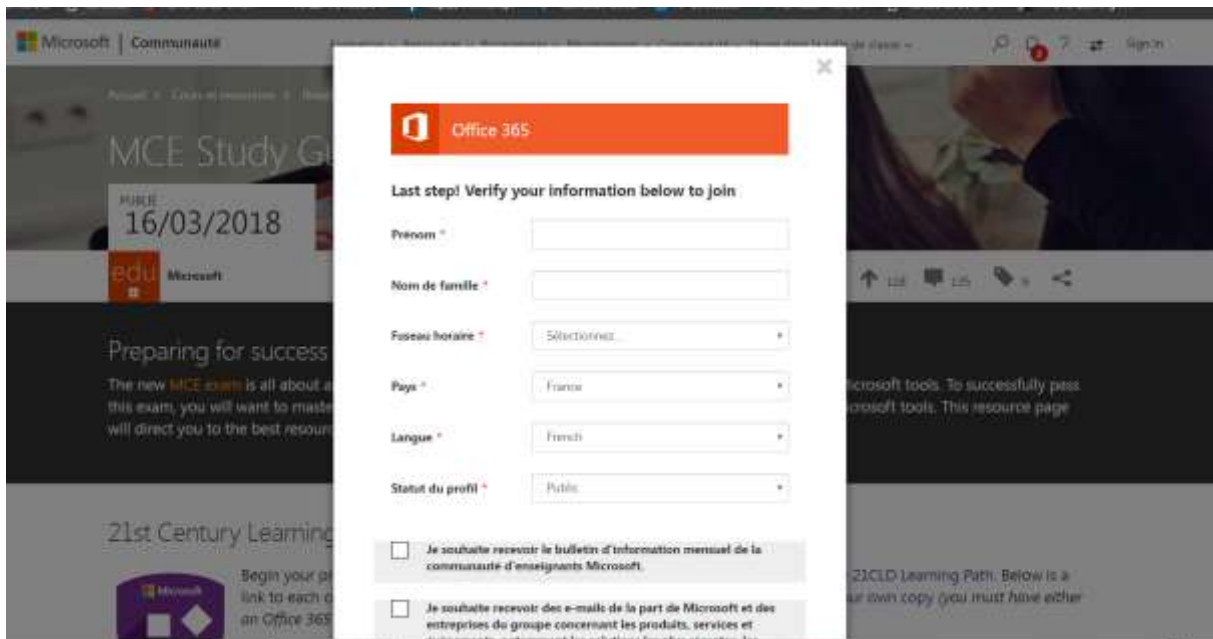 Microsoft | Communauté
Sign In
MCE Study Gu
PUBLIÉ
16/03/2018
edu
Microsoft
Preparing for success
The new MCE exam is all about a
this exam, you will want to maste
will direct you to the best resourc
crosoft tools. To successfully pass
crosoft tools. This resource page
21st Century Learning
Microsoft
Begin your pr
link to each c
an Office 365
21CLD Learning Path. Below is a
ur own copy (you must have either
Office 365
Last step! Verify your information below to join
Prénom *
Nom de famille *
Fuseau horaire *
Sélectionnez...
Pays *
France
Langue *
French
Statut du profil *
Public
Je souhaite recevoir le bulletin d'information mensuel de la
communauté d'enseignants Microsoft.
Je souhaite recevoir des e-mails de la part de Microsoft et des
entreprises du groupe concernant les produits, services et